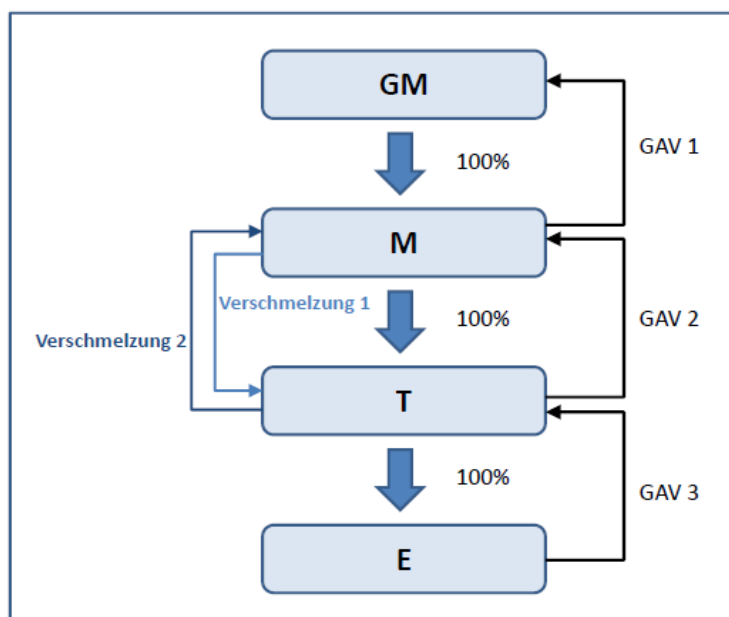 GM
GAV 1
100%
M
Verschmelzung 1
GAV 2
100%
Verschmelzung 2
T
100%
GAV 3
E